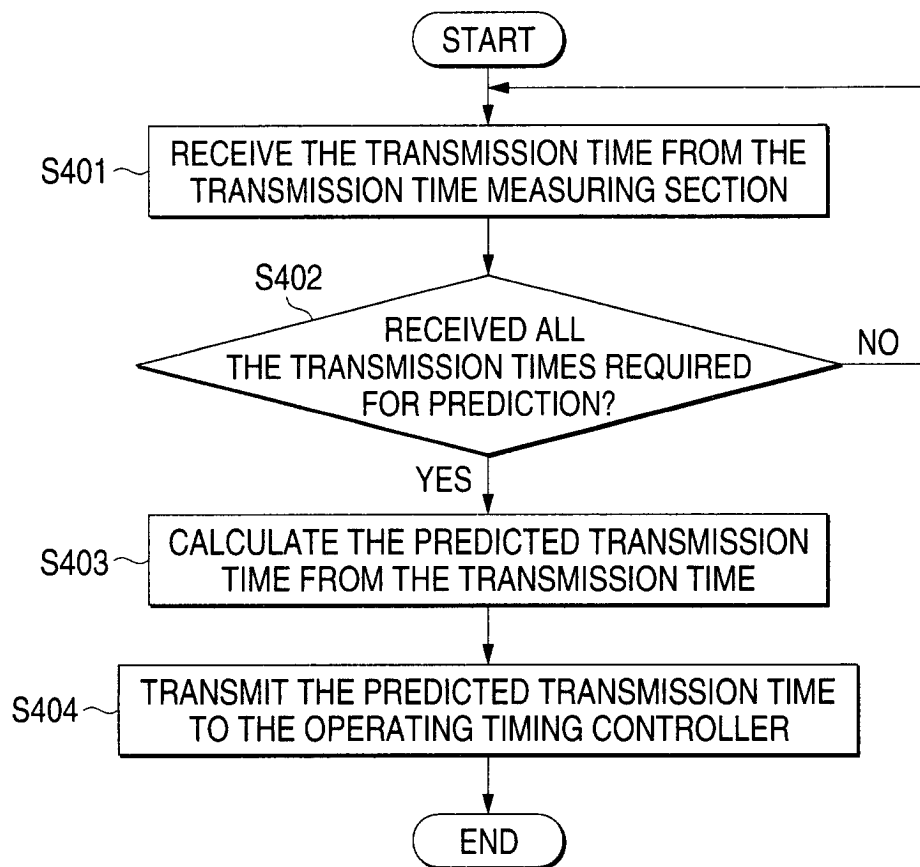 START
S401
RECEIVE THE TRANSMISSION TIME FROM THE
TRANSMISSION TIME MEASURING SECTION
S402
RECEIVED ALL
THE TRANSMISSION TIMES REQUIRED
FOR PREDICTION?
NO
YES
S403
CALCULATE THE PREDICTED TRANSMISSION
TIME FROM THE TRANSMISSION TIME
S404
TRANSMIT THE PREDICTED TRANSMISSION TIME
TO THE OPERATING TIMING CONTROLLER
END